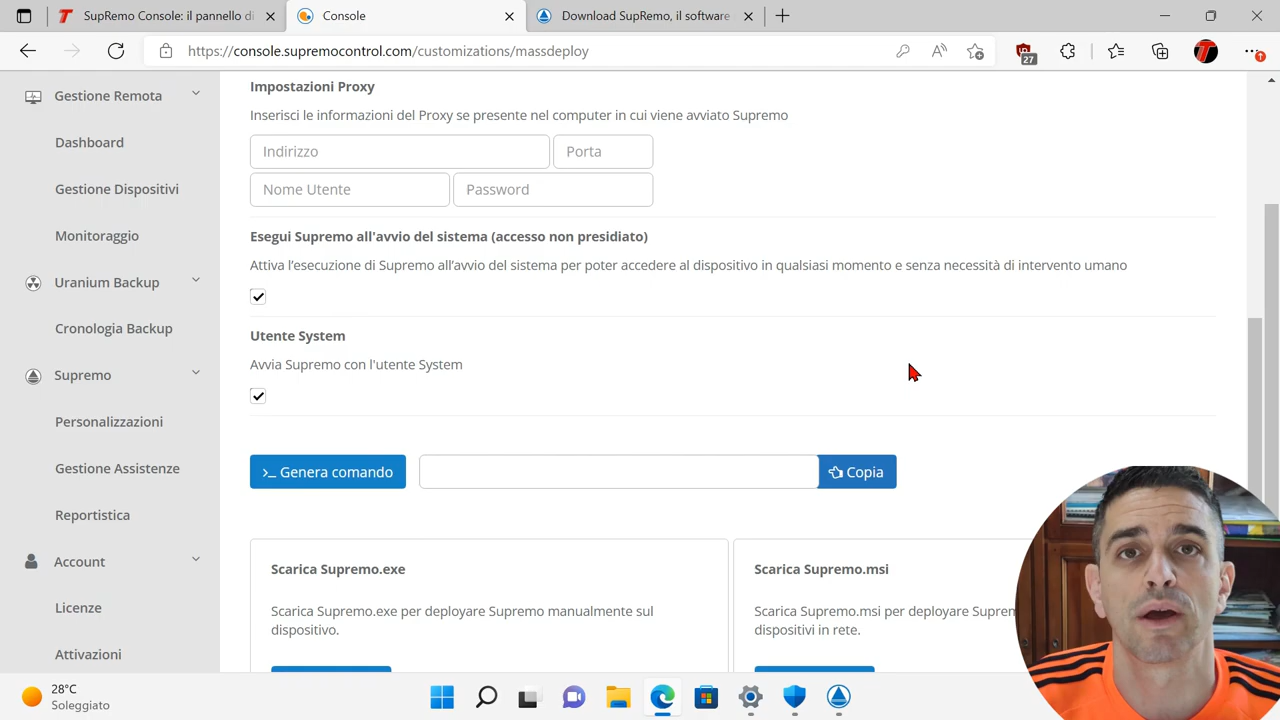 SupRemo Console: il pannello di
Console
Download SupRemo, il software
https://console.supremocontrol.com/customizations/massdeploy
27
Gestione Remota
Dashboard
Gestione Dispositivi
Monitoraggio
Uranium Backup
Cronologia Backup
Supremo
Personalizzazioni
Gestione Assistenze
Reportistica
Account
Licenze
Attivazioni
Impostazioni Proxy
Inserisci le informazioni del Proxy se presente nel computer in cui viene avviato Supremo
Indirizzo
Porta
Nome Utente
Password
Esegui Supremo all'avvio del sistema (accesso non presidiato)
Attiva l’esecuzione di Supremo all’avvio del sistema per poter accedere al dispositivo in qualsiasi momento e senza necessità di intervento umano
Utente System
Avvia Supremo con l'utente System
>_ Genera comando
Copia
Scarica Supremo.exe
Scarica Supremo.exe per deployare Supremo manualmente sul
dispositivo.
Scarica Supremo.msi
Scarica Supremo.msi per deployare
dispositivi in rete.
28°C
Soleggiato